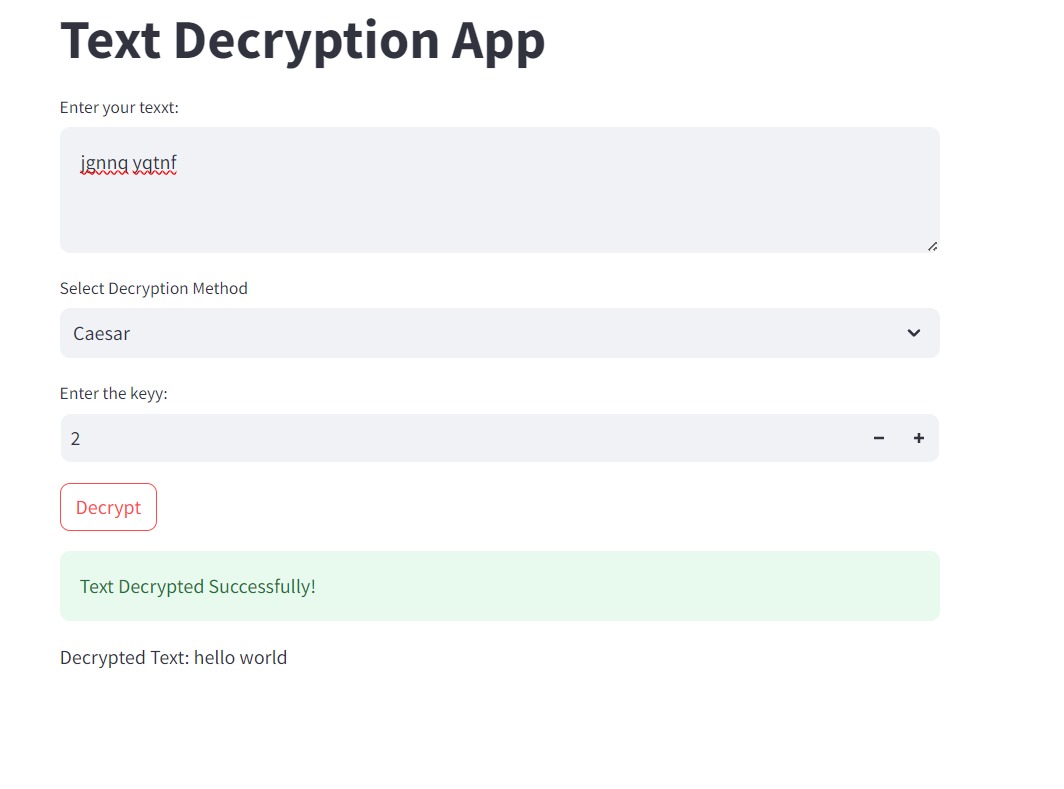 Text Decryption App
Enter your texxt:
jgnnq yqtnf
Select Decryption Method
Caesar
Enter the keyy:
2
Decrypt
Text Decrypted Successfully!
Decrypted Text: hello world